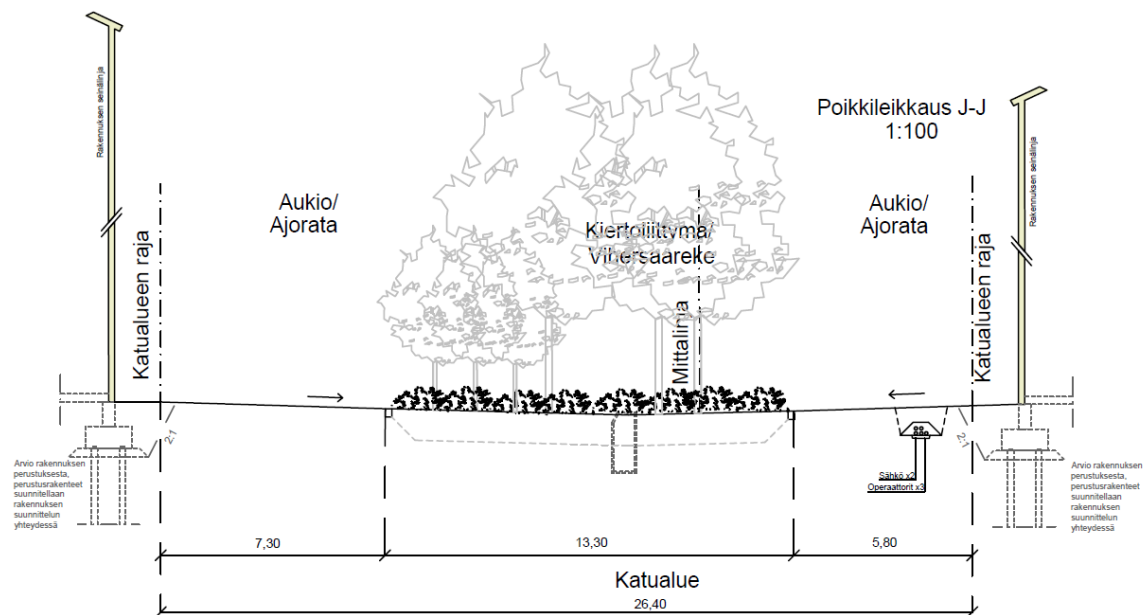 Poikkileikkaus J-J
1:100
Rakennuksen seinälinja
Rakennuksen seinälinja
Aukio/
Ajorata
Kiertoliittymä/
Vihersaareke
Aukio/
Ajorata
Katualueen raja
Mittalinja
Katualueen raja
2:1
2:1
Arvio rakennuksen
perustuksesta,
perustusrakenteet
suunnitellaan
rakennuksen
suunnittelun
yhteydessä
Sähkö x2
Operaattorit x3
Arvio rakennuksen
perustuksesta,
perustusrakenteet
suunnitellaan
rakennuksen
suunnittelun
yhteydessä
7,30
13,30
5,80
Katualue
26,40